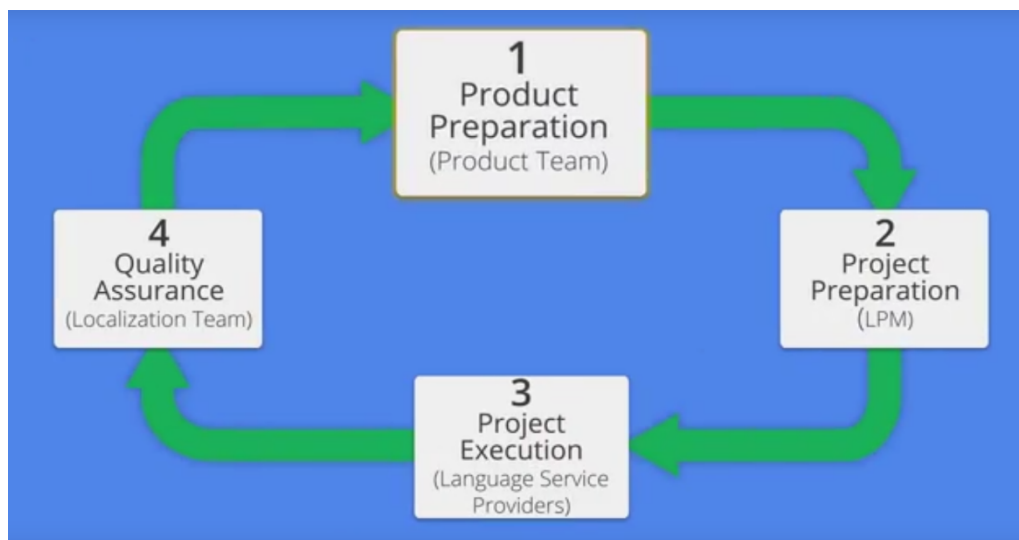 1
Product
Preparation
(Product Team)
2
Project
Preparation
(LPM)
3
Project
Execution
(Language Service
Providers)
4
Quality
Assurance
(Localization Team)